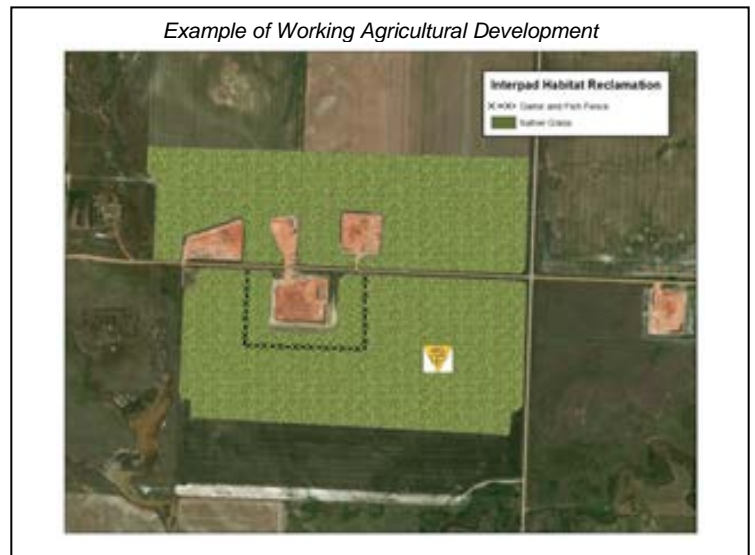 Example of Working Agricultural Development
Interpad Habitat Reclamation
Game and Fish Fence
Native Grass